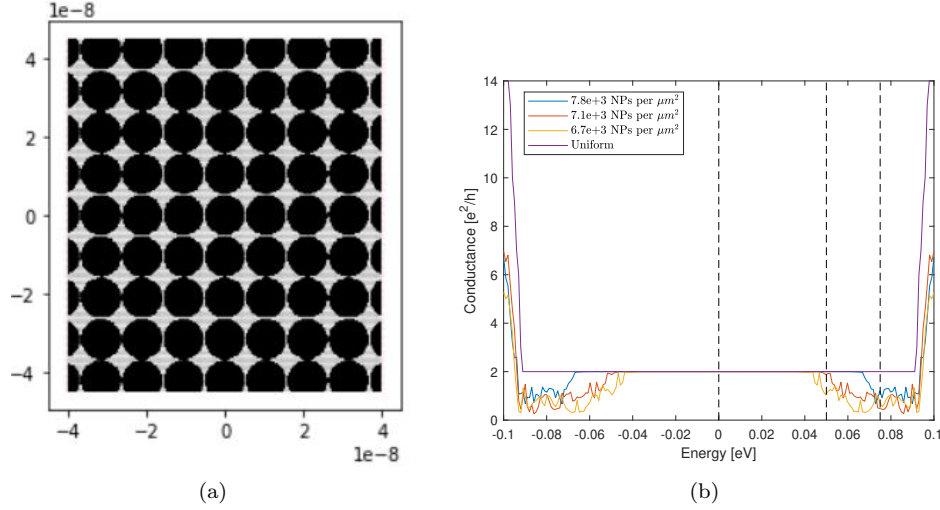 1e-8
4
2
0
−2
−4
−4 −2 0 2 4
1e-8
(a)
7.8e+3 NPs per μm²
7.1e+3 NPs per μm²
6.7e+3 NPs per μm²
Uniform
Conductance [e²/h]
14
12
10
8
6
4
2
0
-0.1 -0.08 -0.06 -0.04 -0.02 0 0.02 0.04 0.06 0.08 0.1
Energy [eV]
(b)